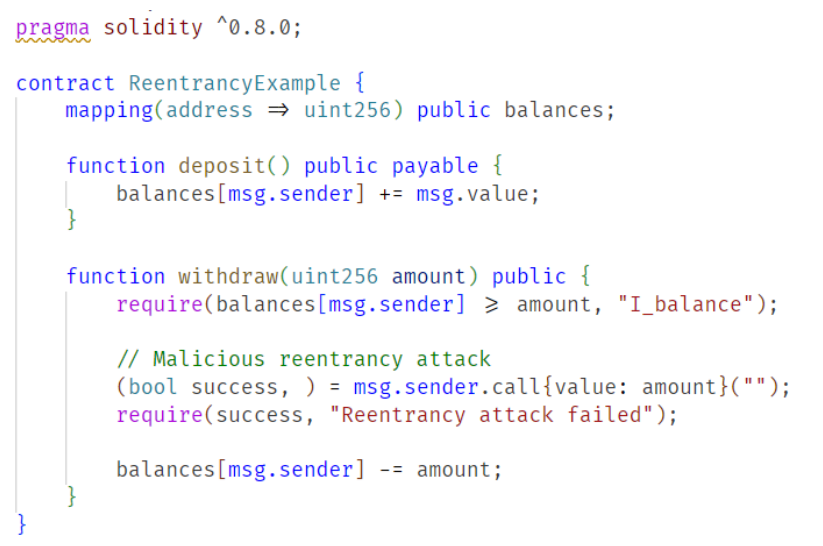 pragma solidity ^0.8.0;
contract ReentrancyExample {
mapping(address => uint256) public balances;
function deposit() public payable {
balances[msg.sender] += msg.value;
}
function withdraw(uint256 amount) public {
require(balances[msg.sender] >= amount, "I_balance");
// Malicious reentrancy attack
(bool success, ) = msg.sender.call{value: amount}("");
require(success, "Reentrancy attack failed");
balances[msg.sender] -= amount;
}
}